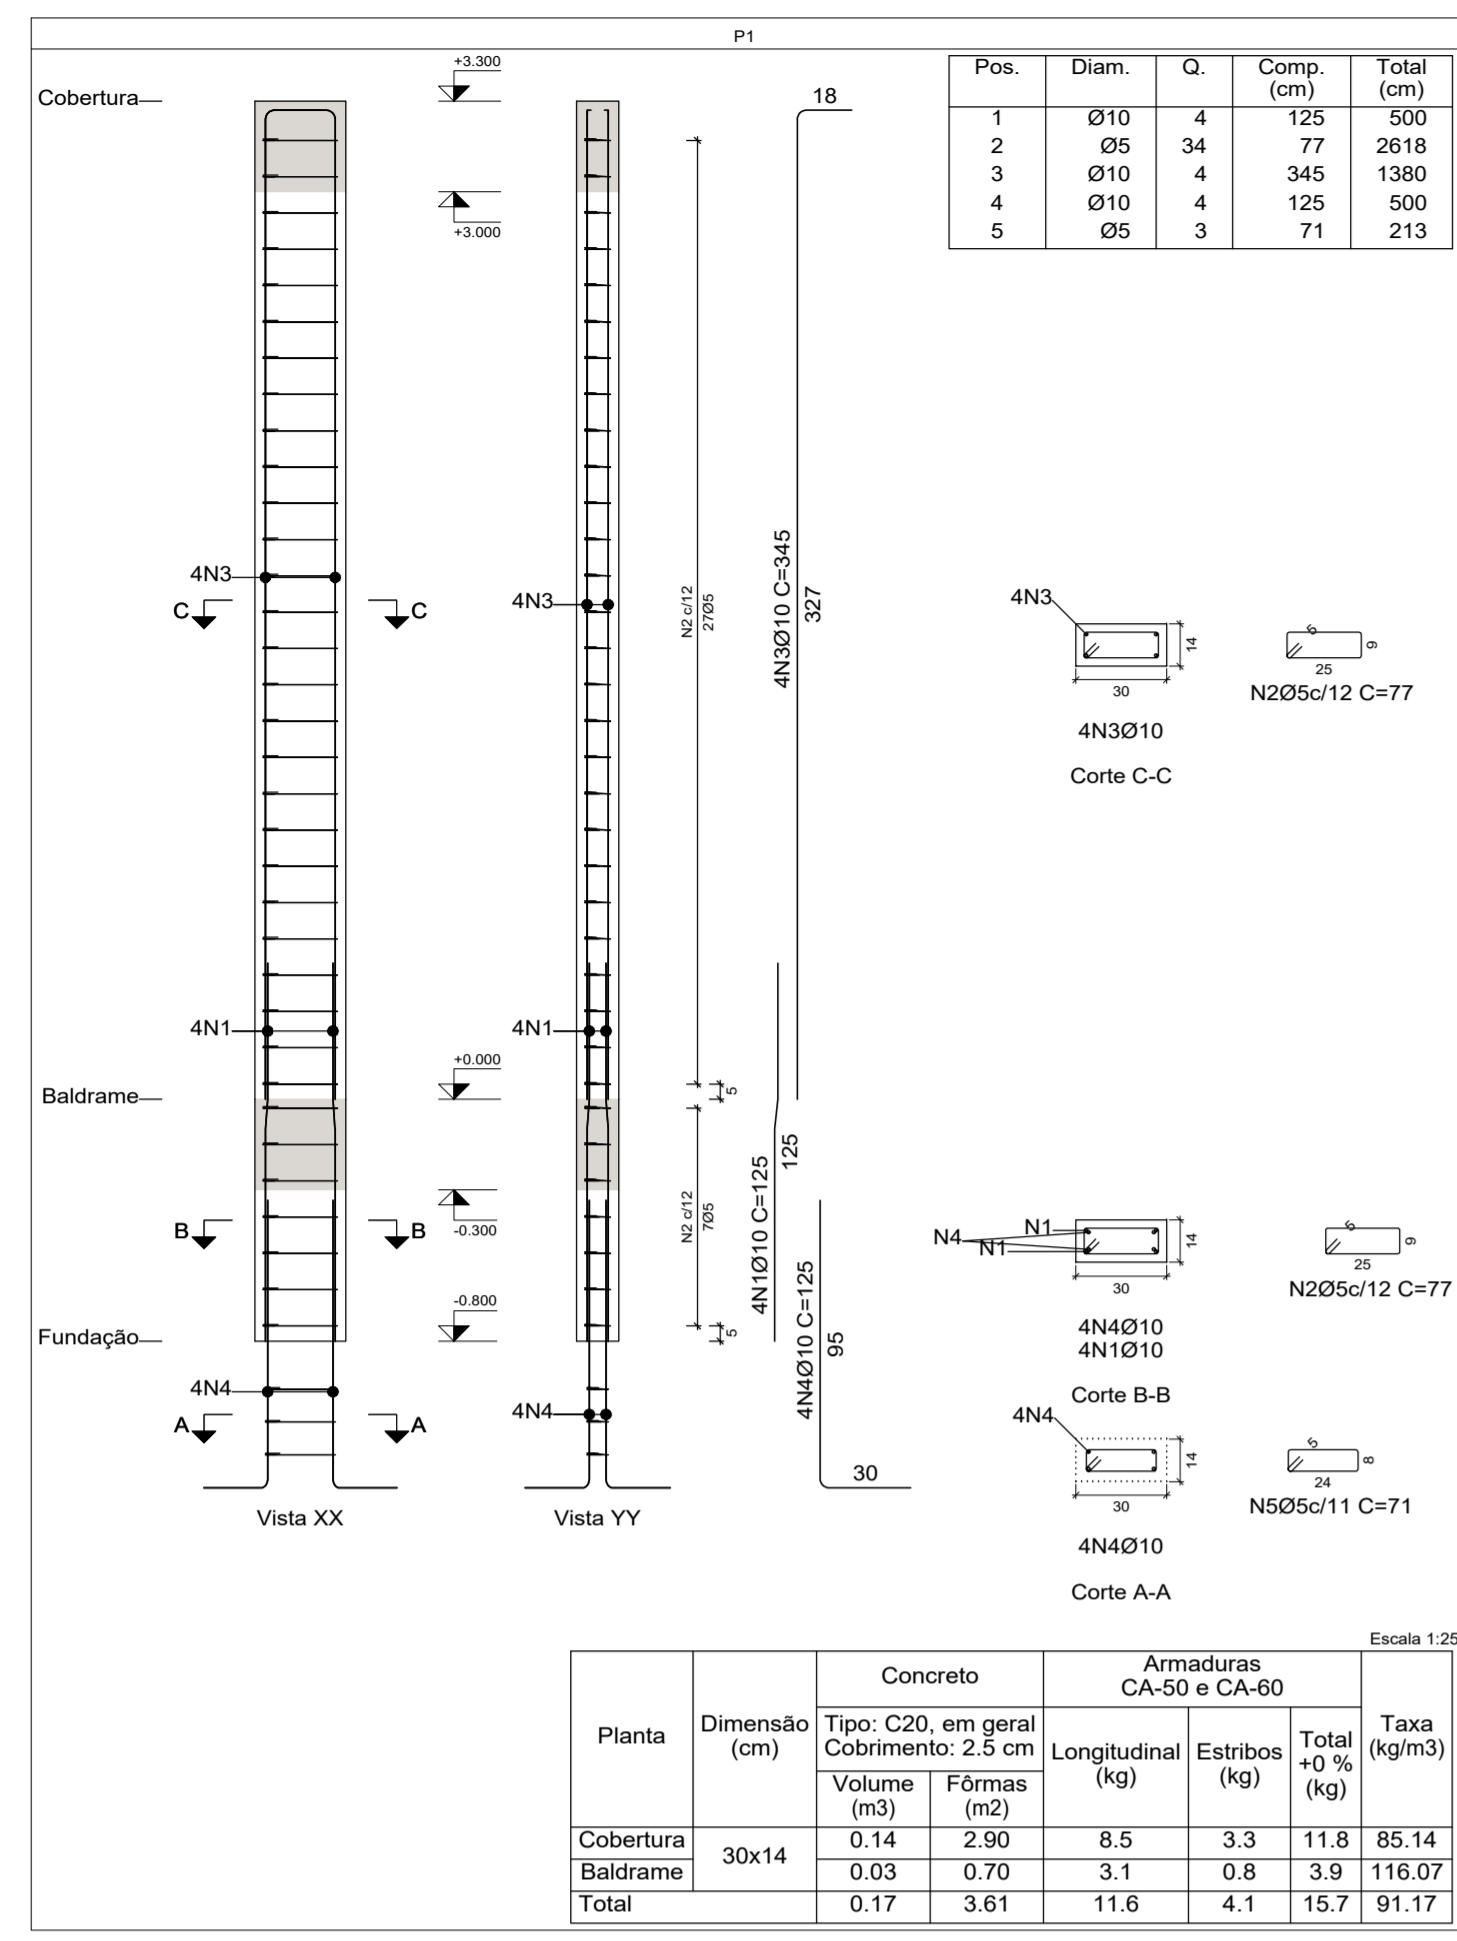 P1
Pos. Diam. Q. Comp. (cm) Total (cm)
1 Ø10 4 125 500
2 Ø5 34 77 2618
3 Ø10 4 345 1380
4 Ø10 4 125 500
5 Ø5 3 71 213
Cobertura
+3.300
+3.000
18
4N3
C C
4N3
N2 c/12
27Ø5
4N3Ø10 C=345
327
4N3
14
30
4N3Ø10
Corte C-C
5
9
25
N2Ø5c/12 C=77
4N1
4N1
+0.000
Baldrame
5
N2 c/12
7Ø5
4N1Ø10 C=125
125
B B
-0.300
-0.800
Fundação
5
4N4Ø10 C=125
95
30
N4
N1
N1
14
30
4N4Ø10
4N1Ø10
Corte B-B
5
9
25
N2Ø5c/12 C=77
4N4
A A
4N4
Vista XX
Vista YY
4N4
14
30
4N4Ø10
Corte A-A
5
8
24
N5Ø5c/11 C=71
Escala 1:25
Planta
Dimensão
(cm)
Concreto
Tipo: C20, em geral
Cobrimento: 2.5 cm
Volume
(m3)
Fôrmas
(m2)
Armaduras
CA-50 e CA-60
Longitudinal
(kg)
Estribos
(kg)
Total
+0 %
(kg)
Taxa
(kg/m3)
Cobertura 30x14 0.14 2.90 8.5 3.3 11.8 85.14
Baldrame 0.03 0.70 3.1 0.8 3.9 116.07
Total 0.17 3.61 11.6 4.1 15.7 91.17